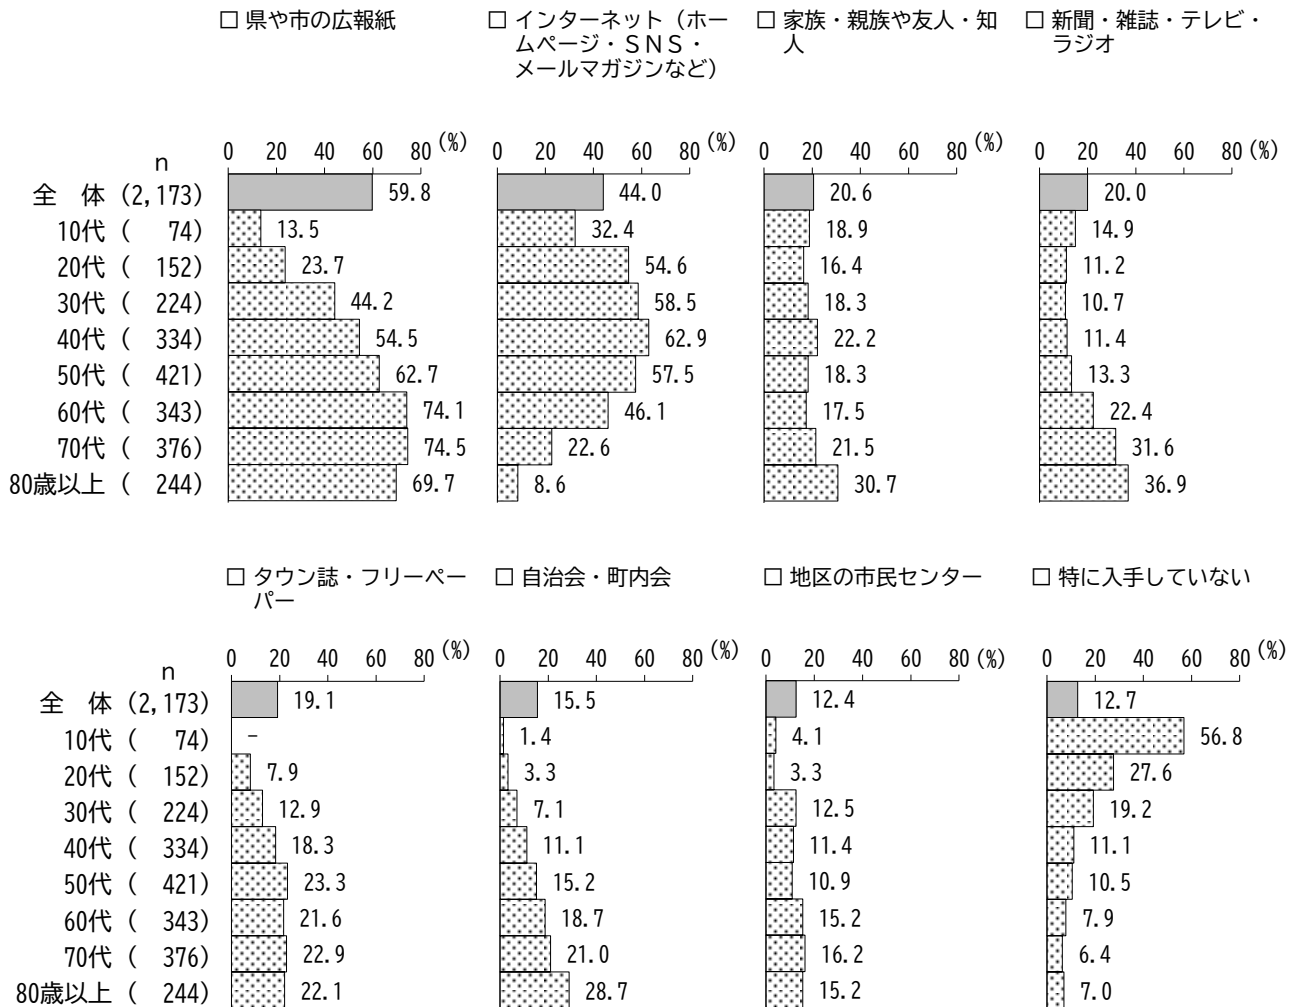 □ 県や市の広報紙
□ インターネット（ホー
ムページ・ＳＮＳ・
メールマガジンなど）
□ 家族・親族や友人・知
人
□ 新聞・雑誌・テレビ・
ラジオ
0 20 40 60 80 (%)
0 20 40 60 80 (%)
0 20 40 60 80 (%)
0 20 40 60 80 (%)
n
全　体 (2,173) 59.8 44.0 20.6 20.0
10代 ( 74) 13.5 32.4 18.9 14.9
20代 ( 152) 23.7 54.6 16.4 11.2
30代 ( 224) 44.2 58.5 18.3 10.7
40代 ( 334) 54.5 62.9 22.2 11.4
50代 ( 421) 62.7 57.5 18.3 13.3
60代 ( 343) 74.1 46.1 17.5 22.4
70代 ( 376) 74.5 22.6 21.5 31.6
80歳以上 ( 244) 69.7 8.6 30.7 36.9
□ タウン誌・フリーペー
パー
□ 自治会・町内会
□ 地区の市民センター
□ 特に入手していない
0 20 40 60 80 (%)
0 20 40 60 80 (%)
0 20 40 60 80 (%)
0 20 40 60 80 (%)
n
全　体 (2,173) 19.1 15.5 12.4 12.7
10代 ( 74) － 1.4 4.1 56.8
20代 ( 152) 7.9 3.3 3.3 27.6
30代 ( 224) 12.9 7.1 12.5 19.2
40代 ( 334) 18.3 11.1 11.4 11.1
50代 ( 421) 23.3 15.2 10.9 10.5
60代 ( 343) 21.6 18.7 15.2 7.9
70代 ( 376) 22.9 21.0 16.2 6.4
80歳以上 ( 244) 22.1 28.7 15.2 7.0